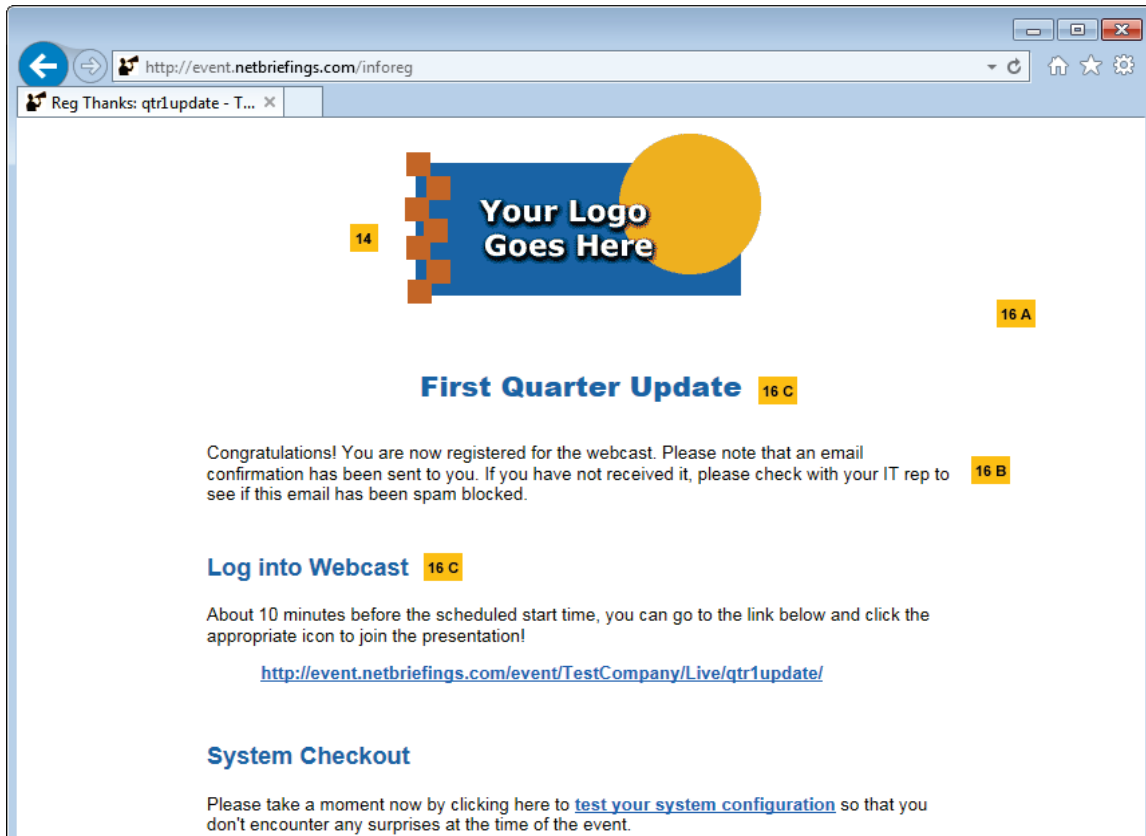 http://event.netbriefings.com/inforeg
Reg Thanks: qtr1update - T...
Your Logo
Goes Here
14
16 A
First Quarter Update
16 C
Congratulations! You are now registered for the webcast. Please note that an email
confirmation has been sent to you. If you have not received it, please check with your IT rep to
see if this email has been spam blocked.
16 B
Log into Webcast
16 C
About 10 minutes before the scheduled start time, you can go to the link below and click the
appropriate icon to join the presentation!
http://event.netbriefings.com/event/TestCompany/Live/qtr1update/
System Checkout
Please take a moment now by clicking here to test your system configuration so that you
don't encounter any surprises at the time of the event.